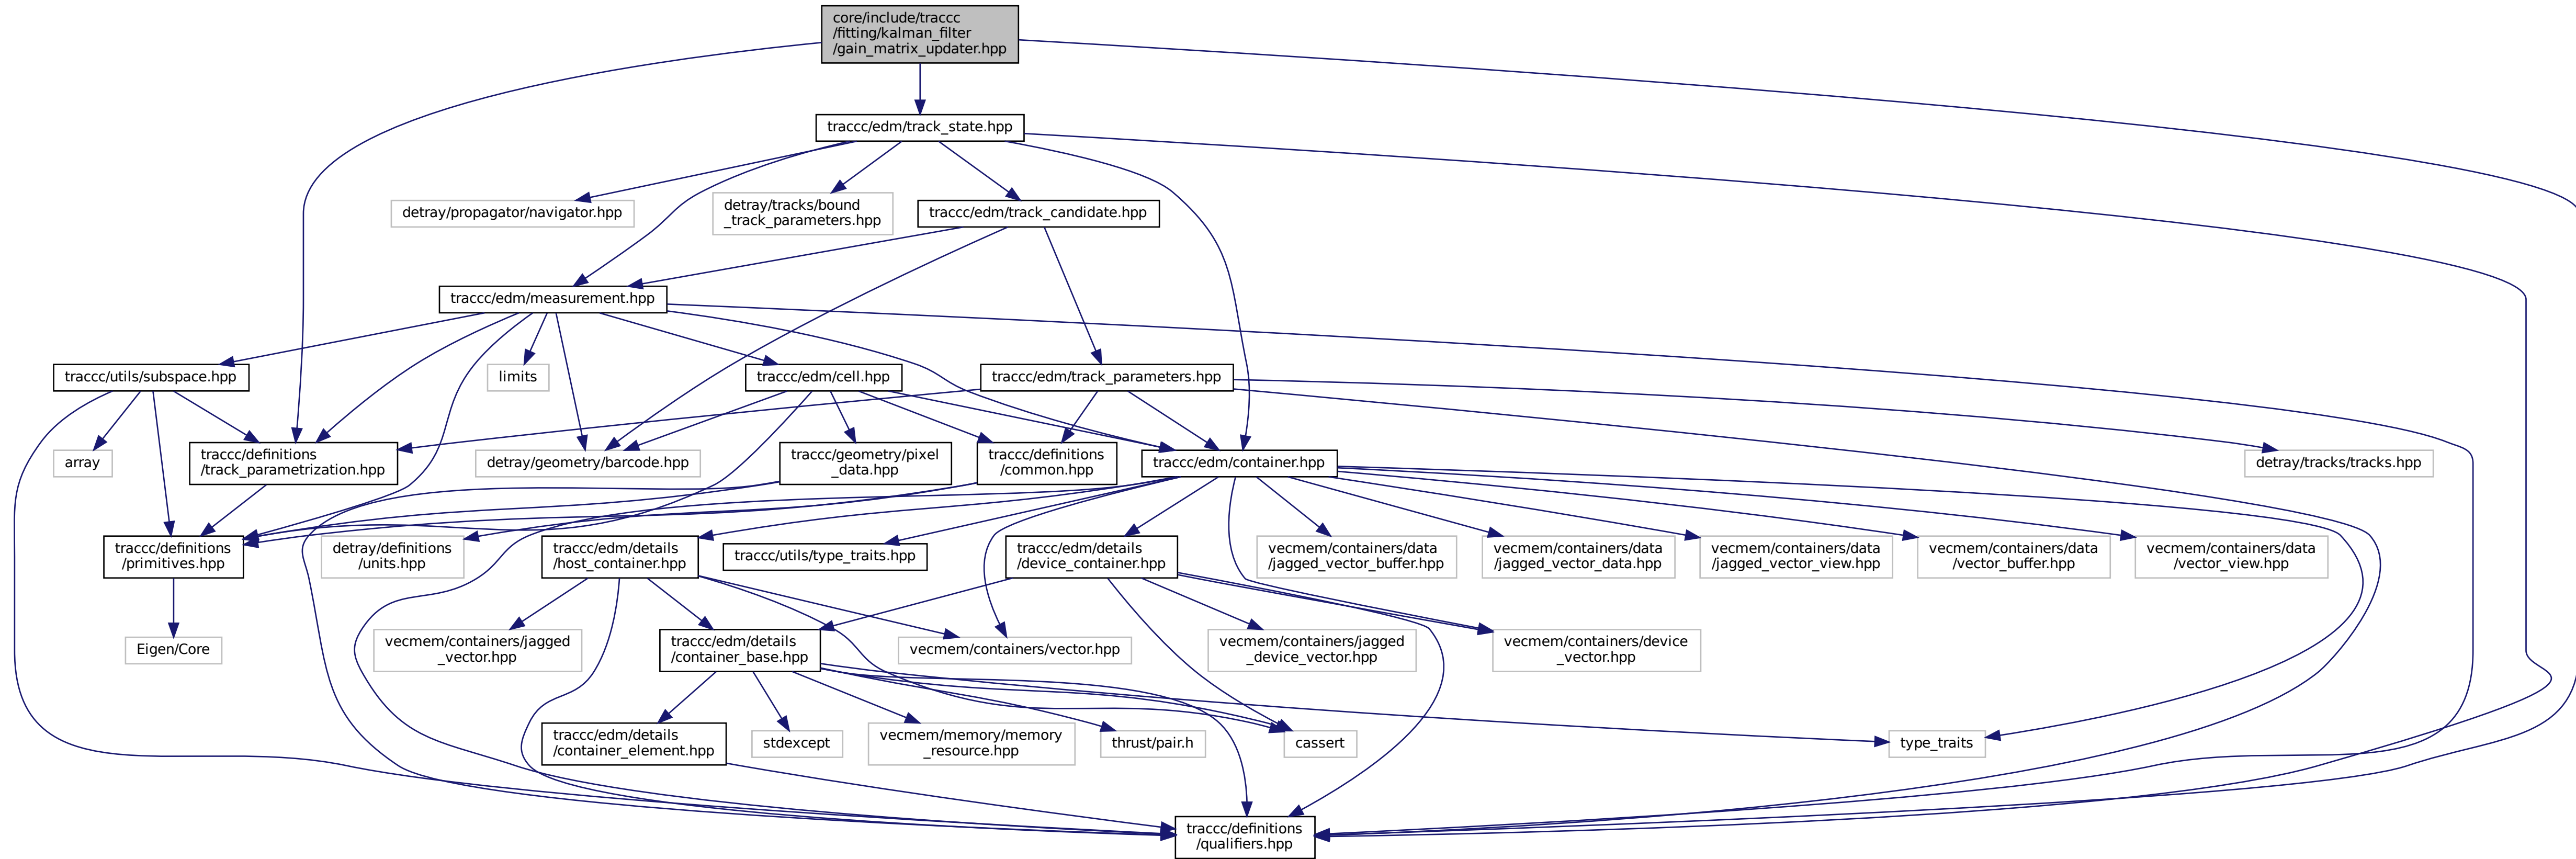 core/include/traccc
/fitting/kalman_filter
/gain_matrix_updater.hpp
traccc/edm/track_state.hpp
detray/propagator/navigator.hpp
detray/tracks/bound
_track_parameters.hpp
traccc/edm/track_candidate.hpp
traccc/edm/measurement.hpp
traccc/utils/subspace.hpp
limits
traccc/edm/cell.hpp
traccc/edm/track_parameters.hpp
array
traccc/definitions
/track_parametrization.hpp
detray/geometry/barcode.hpp
traccc/geometry/pixel
_data.hpp
traccc/definitions
/common.hpp
traccc/edm/container.hpp
detray/tracks/tracks.hpp
traccc/definitions
/primitives.hpp
detray/definitions
/units.hpp
traccc/edm/details
/host_container.hpp
traccc/utils/type_traits.hpp
traccc/edm/details
/device_container.hpp
vecmem/containers/data
/jagged_vector_buffer.hpp
vecmem/containers/data
/jagged_vector_data.hpp
vecmem/containers/data
/jagged_vector_view.hpp
vecmem/containers/data
/vector_buffer.hpp
vecmem/containers/data
/vector_view.hpp
Eigen/Core
vecmem/containers/jagged
_vector.hpp
traccc/edm/details
/container_base.hpp
vecmem/containers/vector.hpp
vecmem/containers/jagged
_device_vector.hpp
vecmem/containers/device
_vector.hpp
traccc/edm/details
/container_element.hpp
stdexcept
vecmem/memory/memory
_resource.hpp
thrust/pair.h
cassert
type_traits
traccc/definitions
/qualifiers.hpp